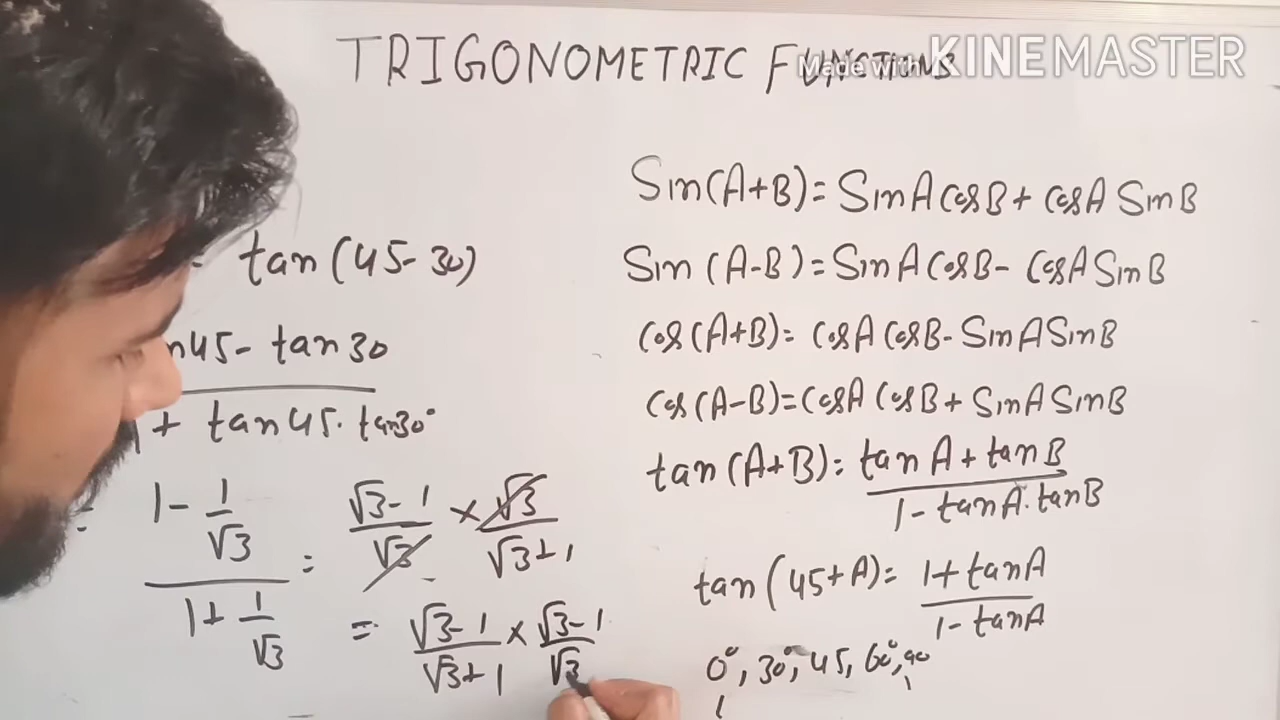 TRIGONOMETRIC FUNCTIONS
Made with KINEMASTER
tan(45-30)
n45- tan30
1+ tan45. tan30°
1 - 1/√3
1 + 1/√3
= √3-1/√3 × √3/√3+1
= √3-1/√3+1 × √3-1/√3
Sin(A+B)= SinA CosB + CosA SinB
Sin (A-B)= SinA CosB - CosA SinB
Cos(A+B)= CosA CosB - SinA SinB
Cos (A-B)= CosA CosB + SinA SinB
tan(A+B)= tan A + tan B
1 - tanA. tanB
tan(45+A)= 1+tanA
1- tanA
0°, 30°, 45, 60°, 90